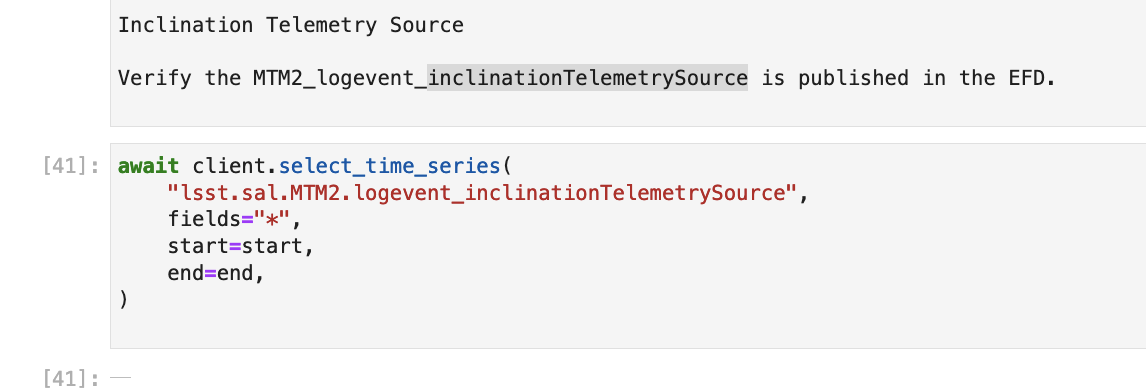 Inclination Telemetry Source
Verify the MTM2_logevent_inclinationTelemetrySource is published in the EFD.
[41]: await client.select_time_series(
    "lsst.sal.MTM2.logevent_inclinationTelemetrySource",
    fields="*",
    start=start,
    end=end,
)
[41]: —